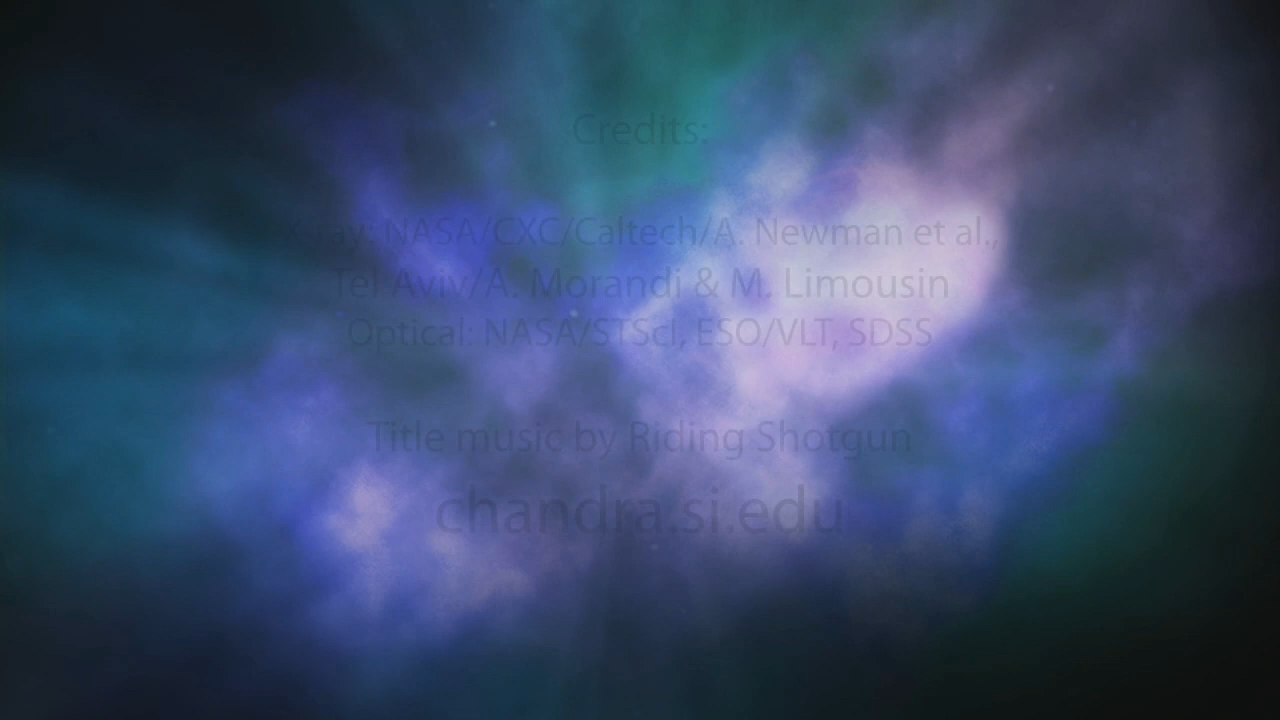 Credits:
X-ray: NASA/CXC/Caltech/A. Newman et al.,
Tel Aviv/A. Morandi & M. Limousin
Optical: NASA/STScI, ESO/VLT, SDSS
Title music by Riding Shotgun
chandra.si.edu